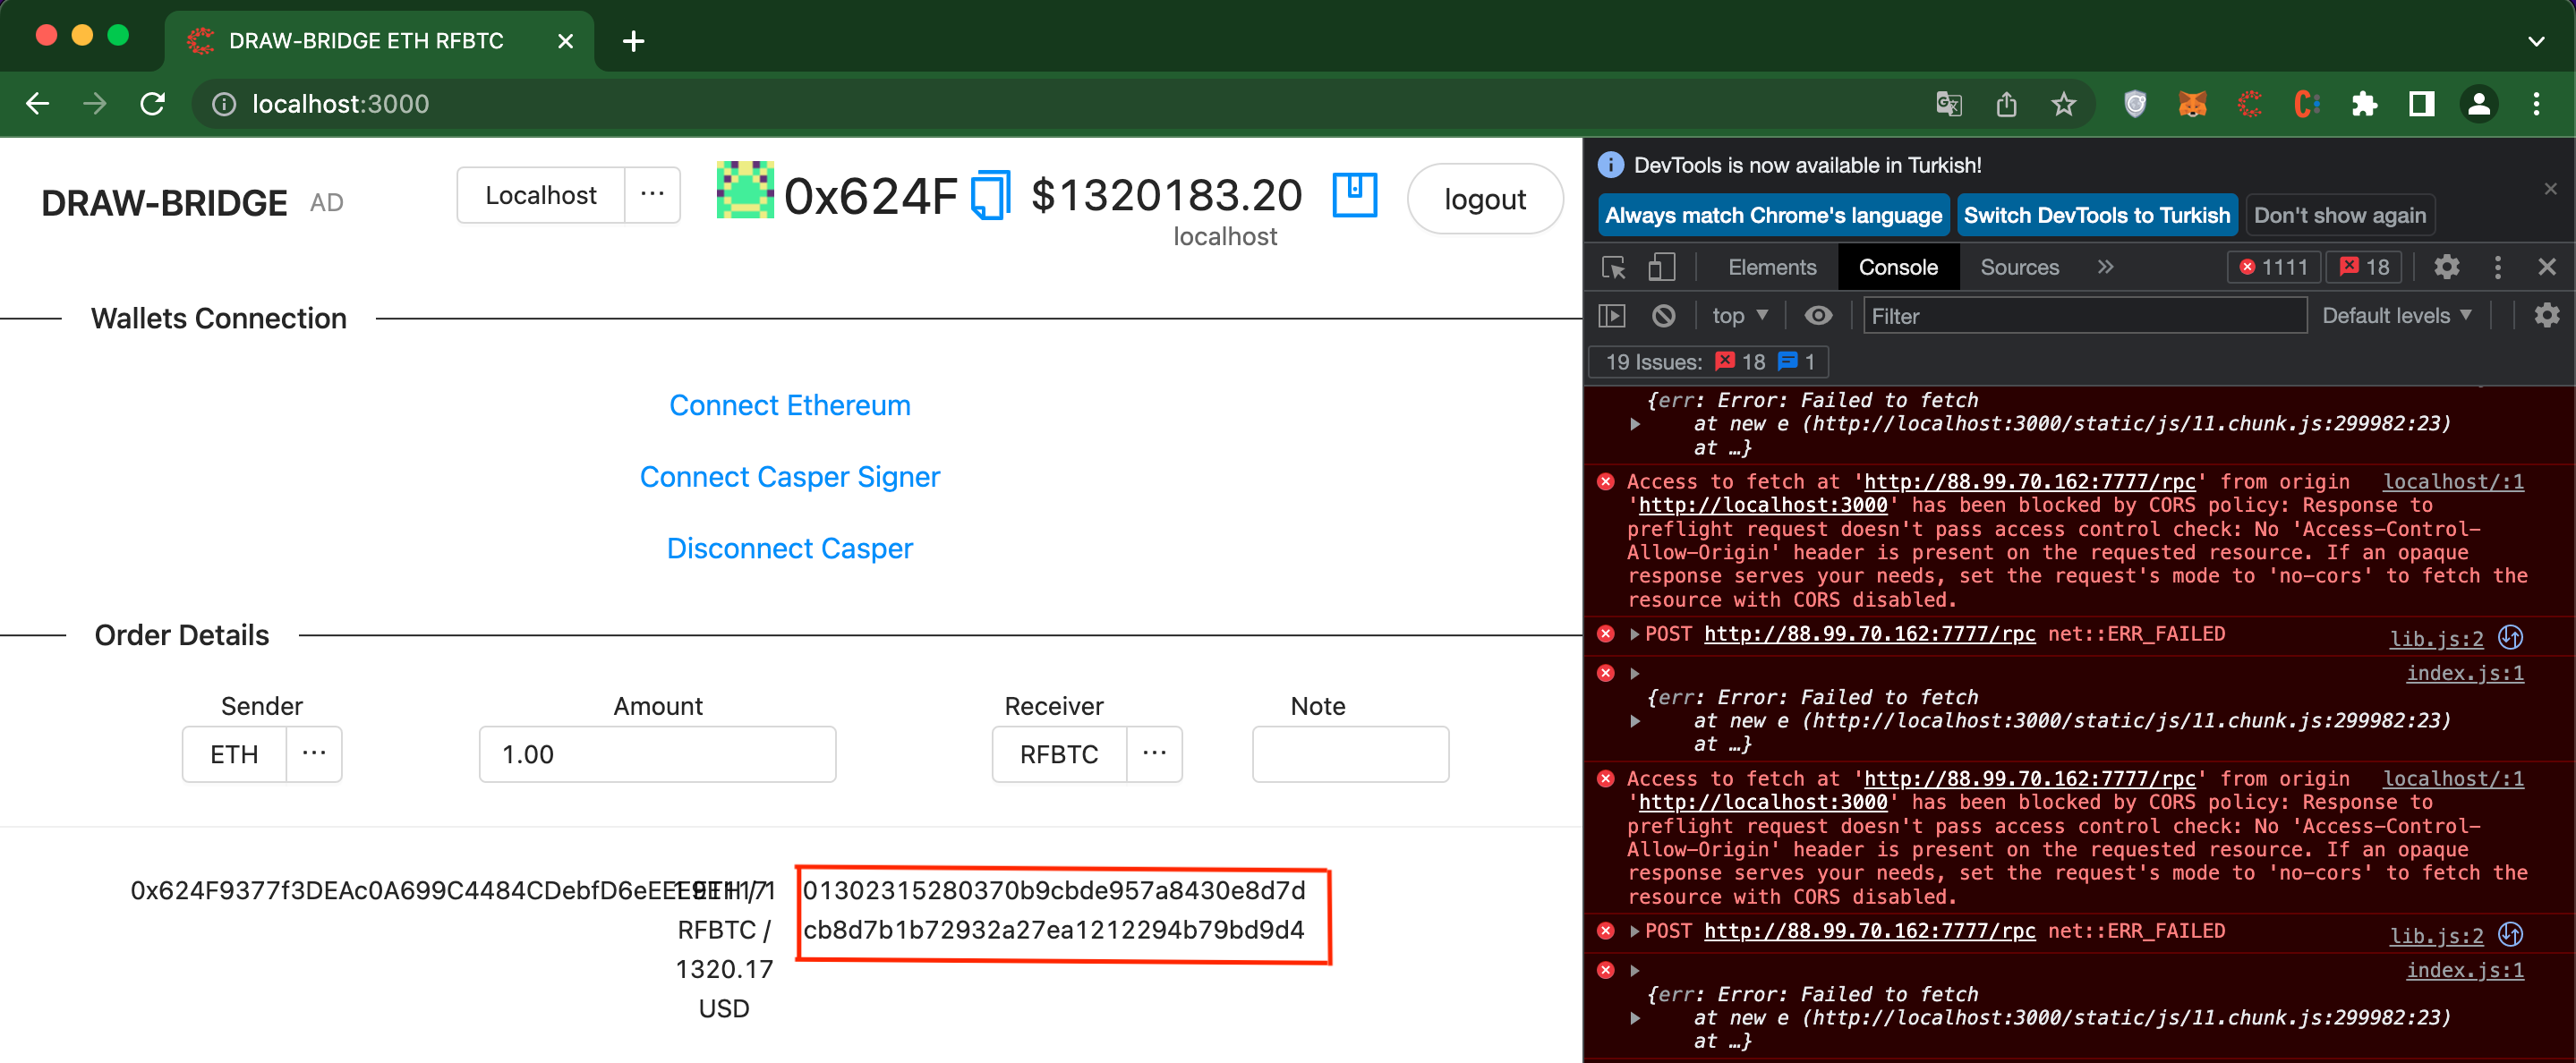 DRAW-BRIDGE ETH RFBTC
localhost:3000
DRAW-BRIDGE AD
Localhost ···
0x624F
$1320183.20
localhost
logout
Wallets Connection
Connect Ethereum
Connect Casper Signer
Disconnect Casper
Order Details
Sender Amount Receiver Note
ETH ··· 1.00 RFBTC ···
RFBTC /
1320.17
USD
01302315280370b9cbde957a8430e8d7d
cb8d7b1b72932a27ea1212294b79bd9d4
DevTools is now available in Turkish!
Always match Chrome's language Switch DevTools to Turkish Don't show again
Elements Console Sources 1111 18
top Filter Default levels
19 Issues: 18 1
{err: Error: Failed to fetch
at new e (http://localhost:3000/static/js/11.chunk.js:299982:23)
at …}
Access to fetch at 'http://88.99.70.162:7777/rpc' from origin localhost/:1
'http://localhost:3000' has been blocked by CORS policy: Response to
preflight request doesn't pass access control check: No 'Access-Control-
Allow-Origin' header is present on the requested resource. If an opaque
response serves your needs, set the request's mode to 'no-cors' to fetch the
resource with CORS disabled.
POST http://88.99.70.162:7777/rpc net::ERR_FAILED lib.js:2
index.js:1
{err: Error: Failed to fetch
at new e (http://localhost:3000/static/js/11.chunk.js:299982:23)
at …}
Access to fetch at 'http://88.99.70.162:7777/rpc' from origin localhost/:1
'http://localhost:3000' has been blocked by CORS policy: Response to
preflight request doesn't pass access control check: No 'Access-Control-
Allow-Origin' header is present on the requested resource. If an opaque
response serves your needs, set the request's mode to 'no-cors' to fetch the
resource with CORS disabled.
POST http://88.99.70.162:7777/rpc net::ERR_FAILED lib.js:2
index.js:1
{err: Error: Failed to fetch
at new e (http://localhost:3000/static/js/11.chunk.js:299982:23)
at …}